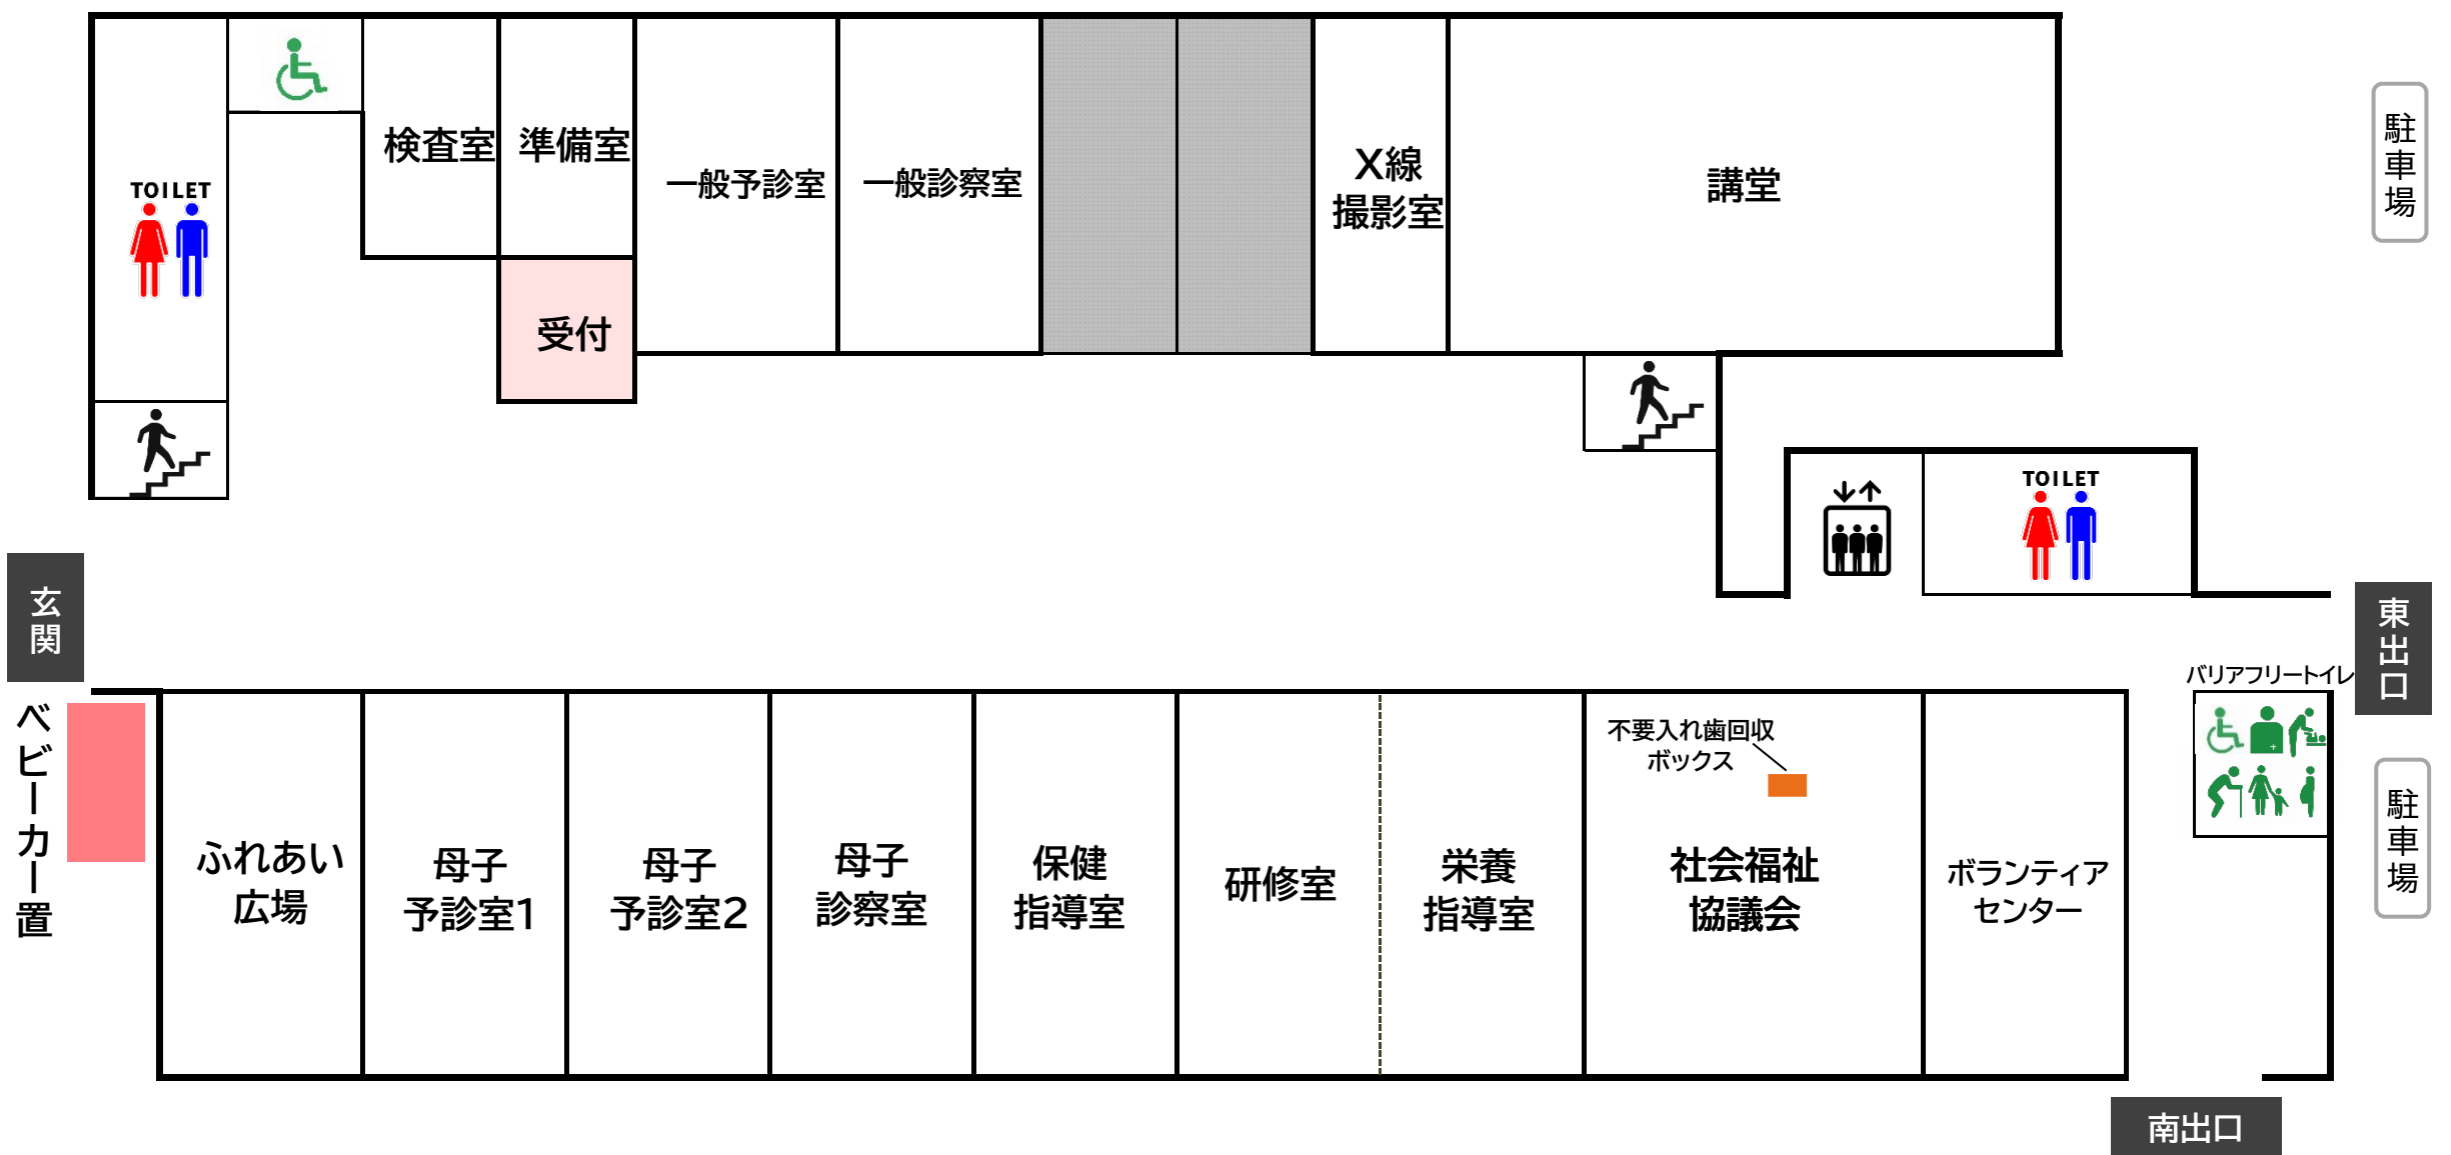 TOILET
検査室
準備室
一般予診室
一般診察室
X線
撮影室
講堂
駐車場
受付
TOILET
玄関
東出口
バリアフリートイレ
ベビーカー置
不要入れ歯回収
ボックス
ふれあい
広場
母子
予診室1
母子
予診室2
母子
診察室
保健
指導室
研修室
栄養
指導室
社会福祉
協議会
ボランティア
センター
駐車場
南出口